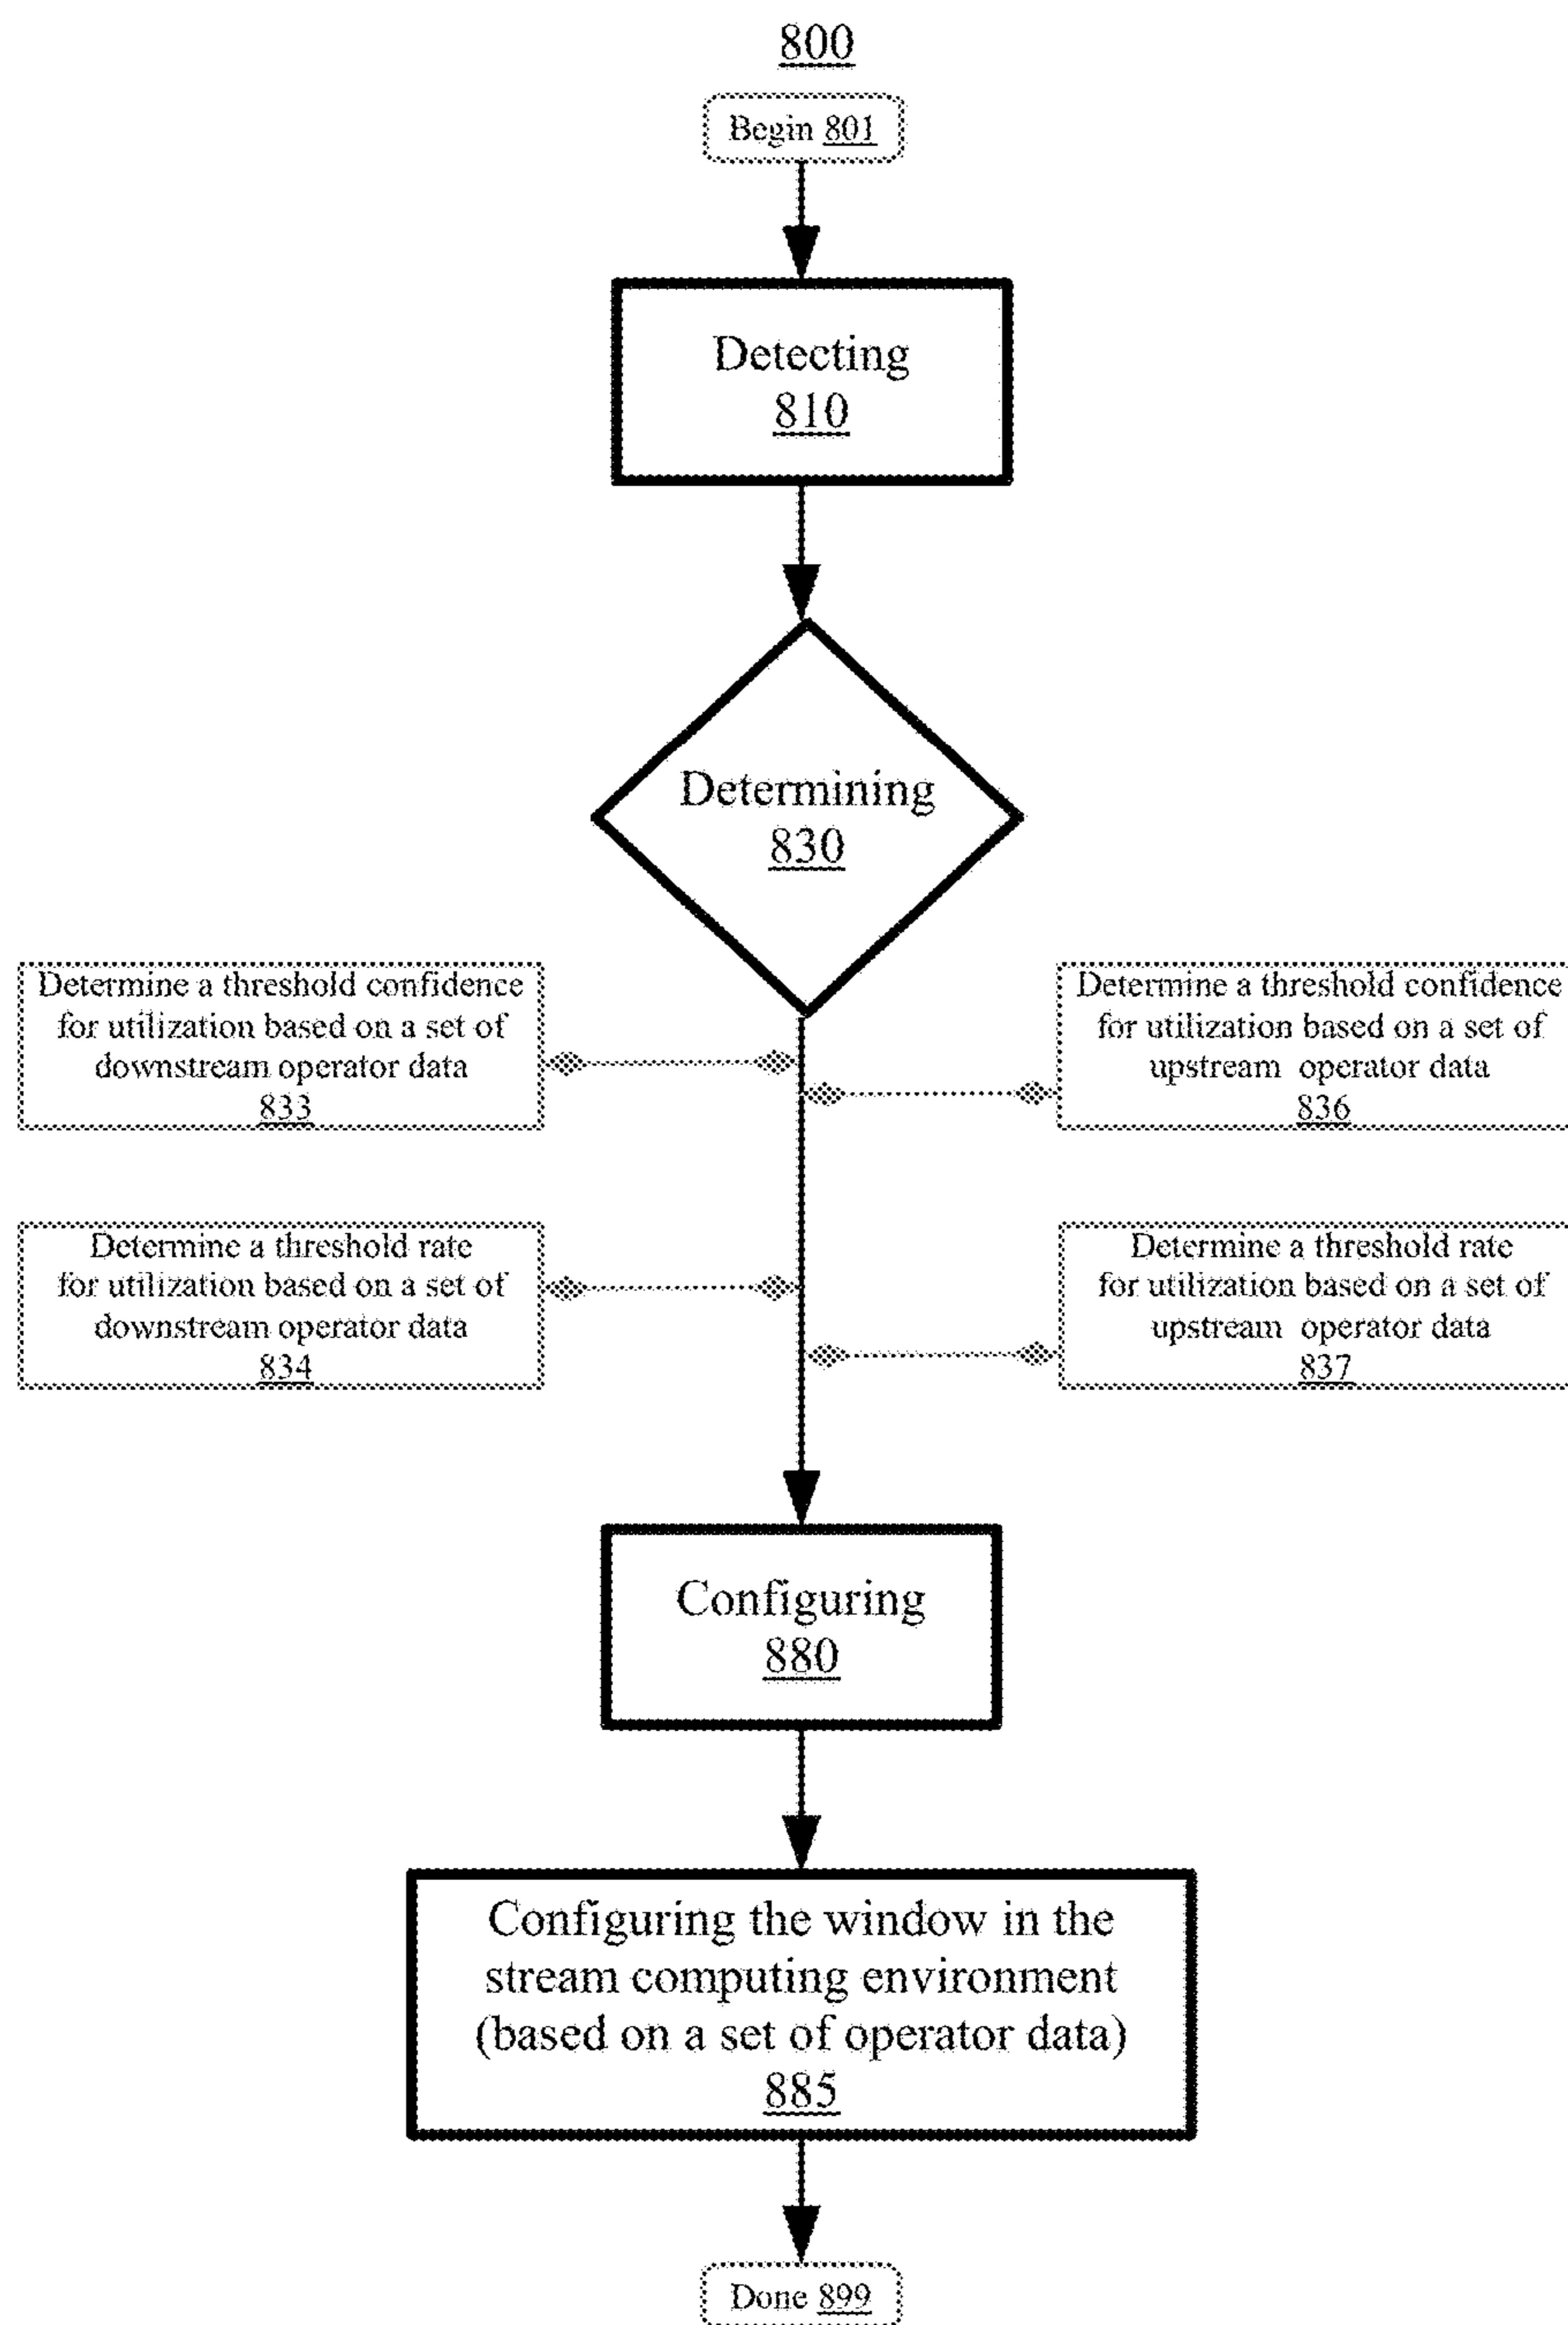 800
Begin 801
Detecting
810
Determining
830
Determine a threshold confidence
for utilization based on a set of
downstream operator data
833
Determine a threshold confidence
for utilization based on a set of
upstream operator data
836
Determine a threshold rate
for utilization based on a set of
downstream operator data
834
Determine a threshold rate
for utilization based on a set of
upstream operator data
837
Configuring
880
Configuring the window in the
stream computing environment
(based on a set of operator data)
885
Done 899